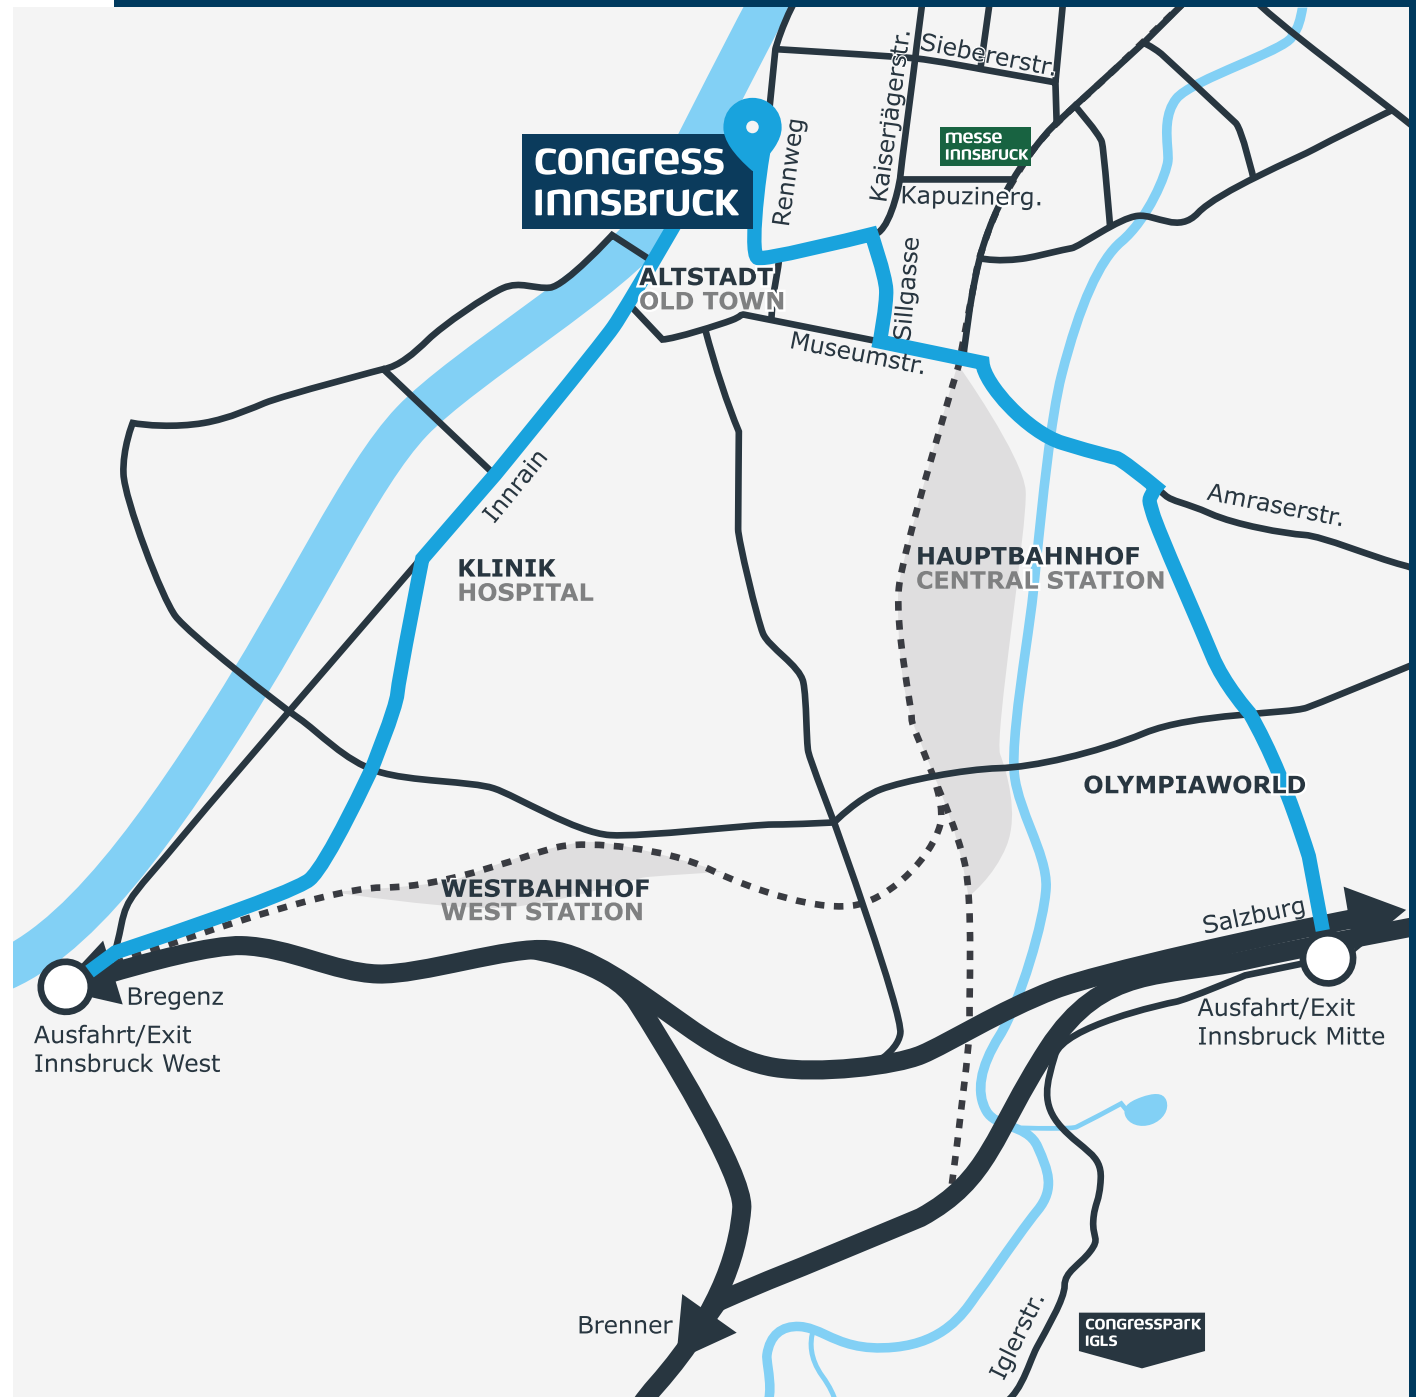 Siebererstr.
Kaiserjägerstr.
messe
INNSBRUCK
congress
INNSBRUCK
Rennweg
Kapuzinerg.
Sillgasse
ALTSTADT
OLD TOWN
Museumstr.
Innrain
Amraserstr.
KLINIK
HOSPITAL
HAUPTBAHNHOF
CENTRAL STATION
OLYMPIAWORLD
WESTBAHNHOF
WEST STATION
Salzburg
Bregenz
Ausfahrt/Exit
Innsbruck West
Ausfahrt/Exit
Innsbruck Mitte
Brenner
Iglerstr.
congresspark
IGLS